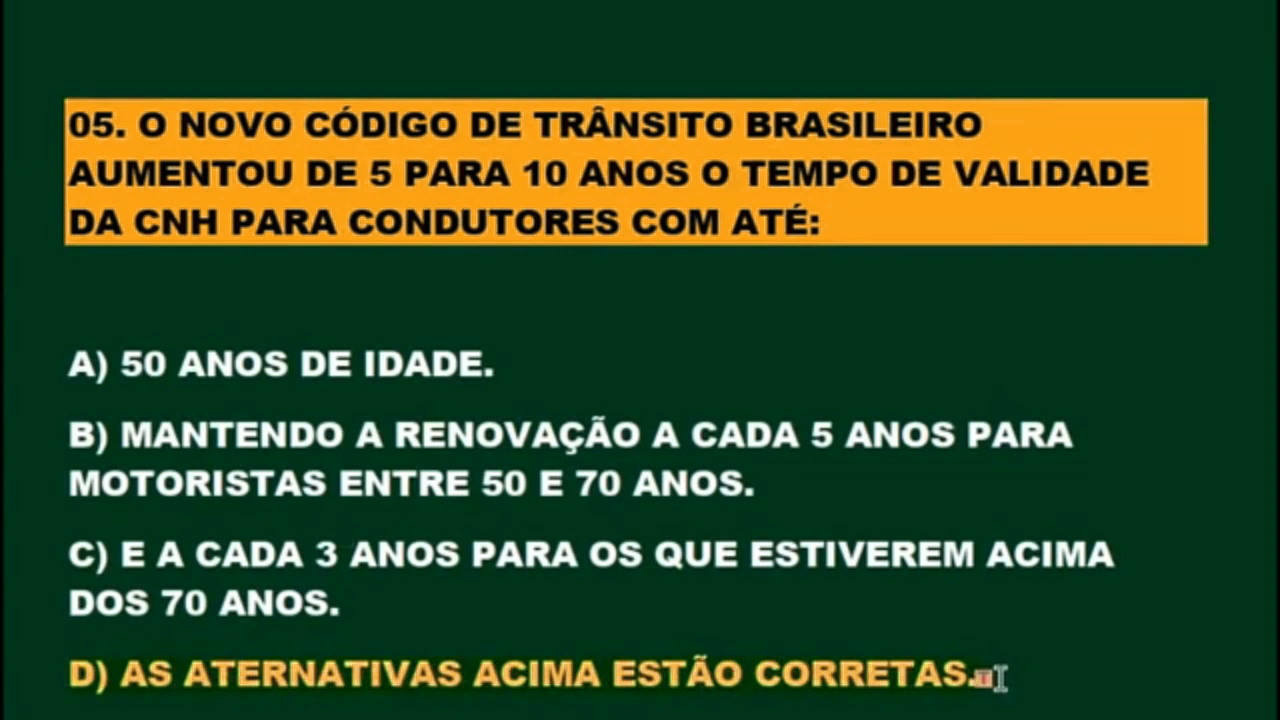 05. O NOVO CÓDIGO DE TRÂNSITO BRASILEIRO
AUMENTOU DE 5 PARA 10 ANOS O TEMPO DE VALIDADE
DA CNH PARA CONDUTORES COM ATÉ:
A) 50 ANOS DE IDADE.
B) MANTENDO A RENOVAÇÃO A CADA 5 ANOS PARA
MOTORISTAS ENTRE 50 E 70 ANOS.
C) E A CADA 3 ANOS PARA OS QUE ESTIVEREM ACIMA
DOS 70 ANOS.
D) AS ATERNATIVAS ACIMA ESTÃO CORRETAS.